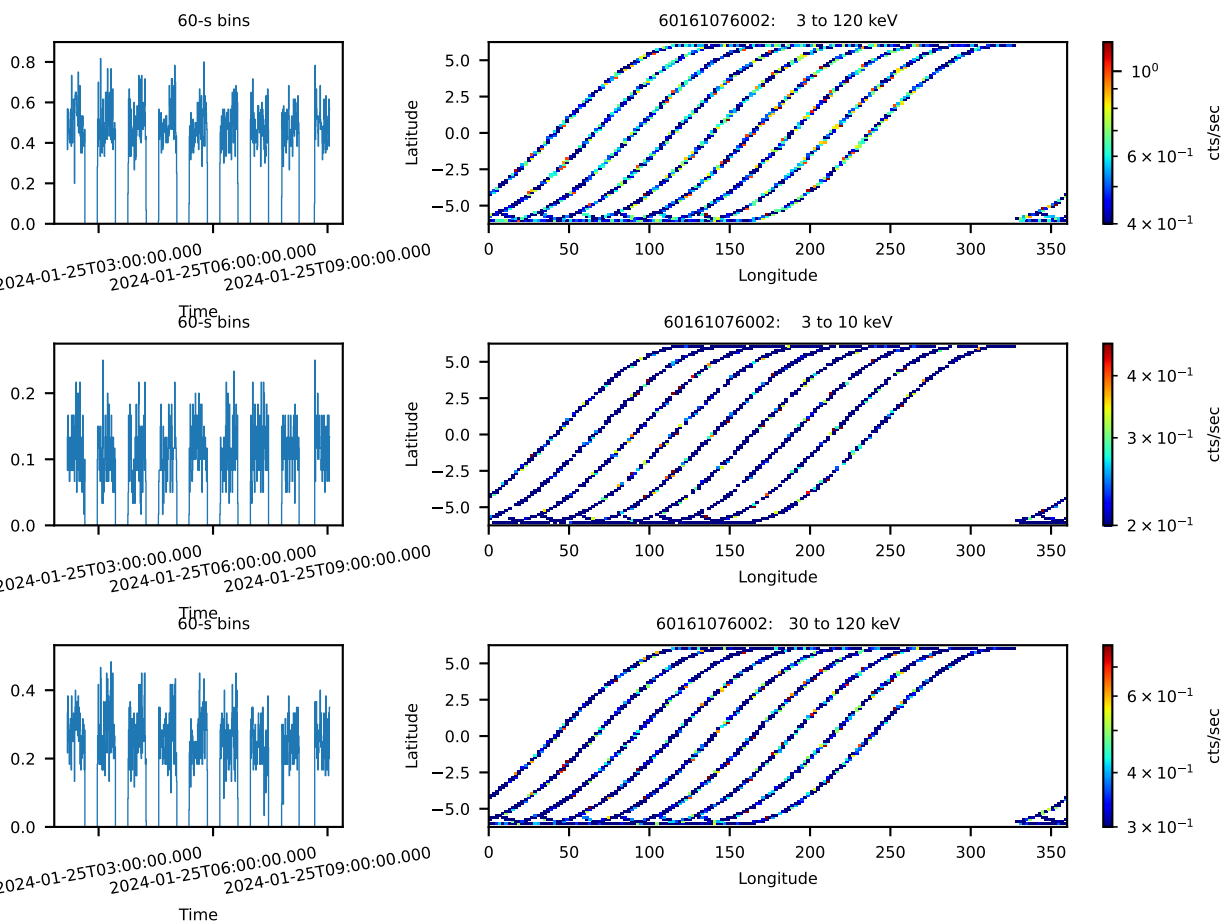 60-s bins
60161076002:    3 to 120 keV
0.8
0.6
0.4
0.2
0.0
2024-01-25T03:00:00.000
2024-01-25T06:00:00.000
2024-01-25T09:00:00.000
Time
Latitude
5.0
2.5
0.0
−2.5
−5.0
0 50 100 150 200 250 300 350
Longitude
10⁰
6 × 10⁻¹
4 × 10⁻¹
cts/sec
60-s bins
60161076002:    3 to 10 keV
0.2
0.1
0.0
2024-01-25T03:00:00.000
2024-01-25T06:00:00.000
2024-01-25T09:00:00.000
Time
Latitude
5.0
2.5
0.0
−2.5
−5.0
0 50 100 150 200 250 300 350
Longitude
4 × 10⁻¹
3 × 10⁻¹
2 × 10⁻¹
cts/sec
60-s bins
60161076002:   30 to 120 keV
0.4
0.2
0.0
2024-01-25T03:00:00.000
2024-01-25T06:00:00.000
2024-01-25T09:00:00.000
Time
Latitude
5.0
2.5
0.0
−2.5
−5.0
0 50 100 150 200 250 300 350
Longitude
6 × 10⁻¹
4 × 10⁻¹
3 × 10⁻¹
cts/sec